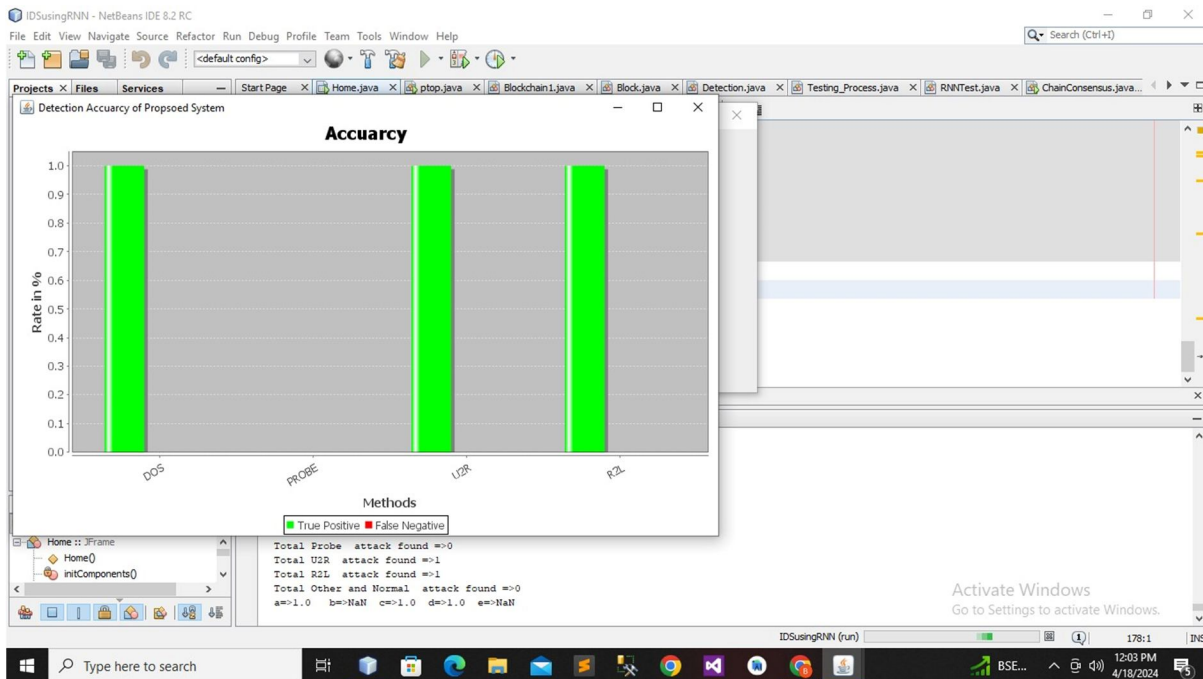 IDSusingRNN - NetBeans IDE 8.2 RC
File Edit View Navigate Source Refactor Run Debug Profile Team Tools Window Help
Search (Ctrl+I)
<default config>
Projects Files Services
Start Page Home.java ptop.java Blockchain1.java Block.java Detection.java Testing_Process.java RNNTest.java ChainConsensus.java...
Detection Accuarcy of Propsoed System
Accuarcy
1.0
0.9
0.8
0.7
0.6
0.5
0.4
0.3
0.2
0.1
0.0
Rate in %
DOS PROBE U2R R2L
Methods
True Positive False Negative
Home :: JFrame
Home()
initComponents()
Total Probe attack found =>0
Total U2R attack found =>1
Total R2L attack found =>1
Total Other and Normal attack found =>0
a=>1.0 b=>NaN c=>1.0 d=>1.0 e=>NaN
Activate Windows
Go to Settings to activate Windows.
IDSusingRNN (run)
1
178:1
INS
Type here to search
BSE...
12:03 PM
4/18/2024
5